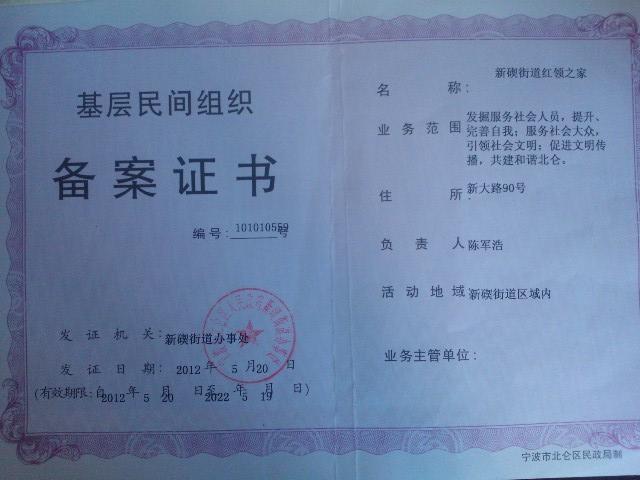 基层民间组织
备案证书
编号:101010559号
发证机关:新碶街道办事处
发证日期:2012年5月20日
(有效期限:自2012年5月20日至2022年5月19日)
新碶街道红领之家
名称:
业务范围:发掘服务社会人员，提升、
完善自我；服务社会大众，
引领社会文明；促进文明传
播，共建和谐北仑。
住所:新大路90号
负责人 陈军浩
活动地域:新碶街道区域内
业务主管单位:
宁波市北仑区民政局制